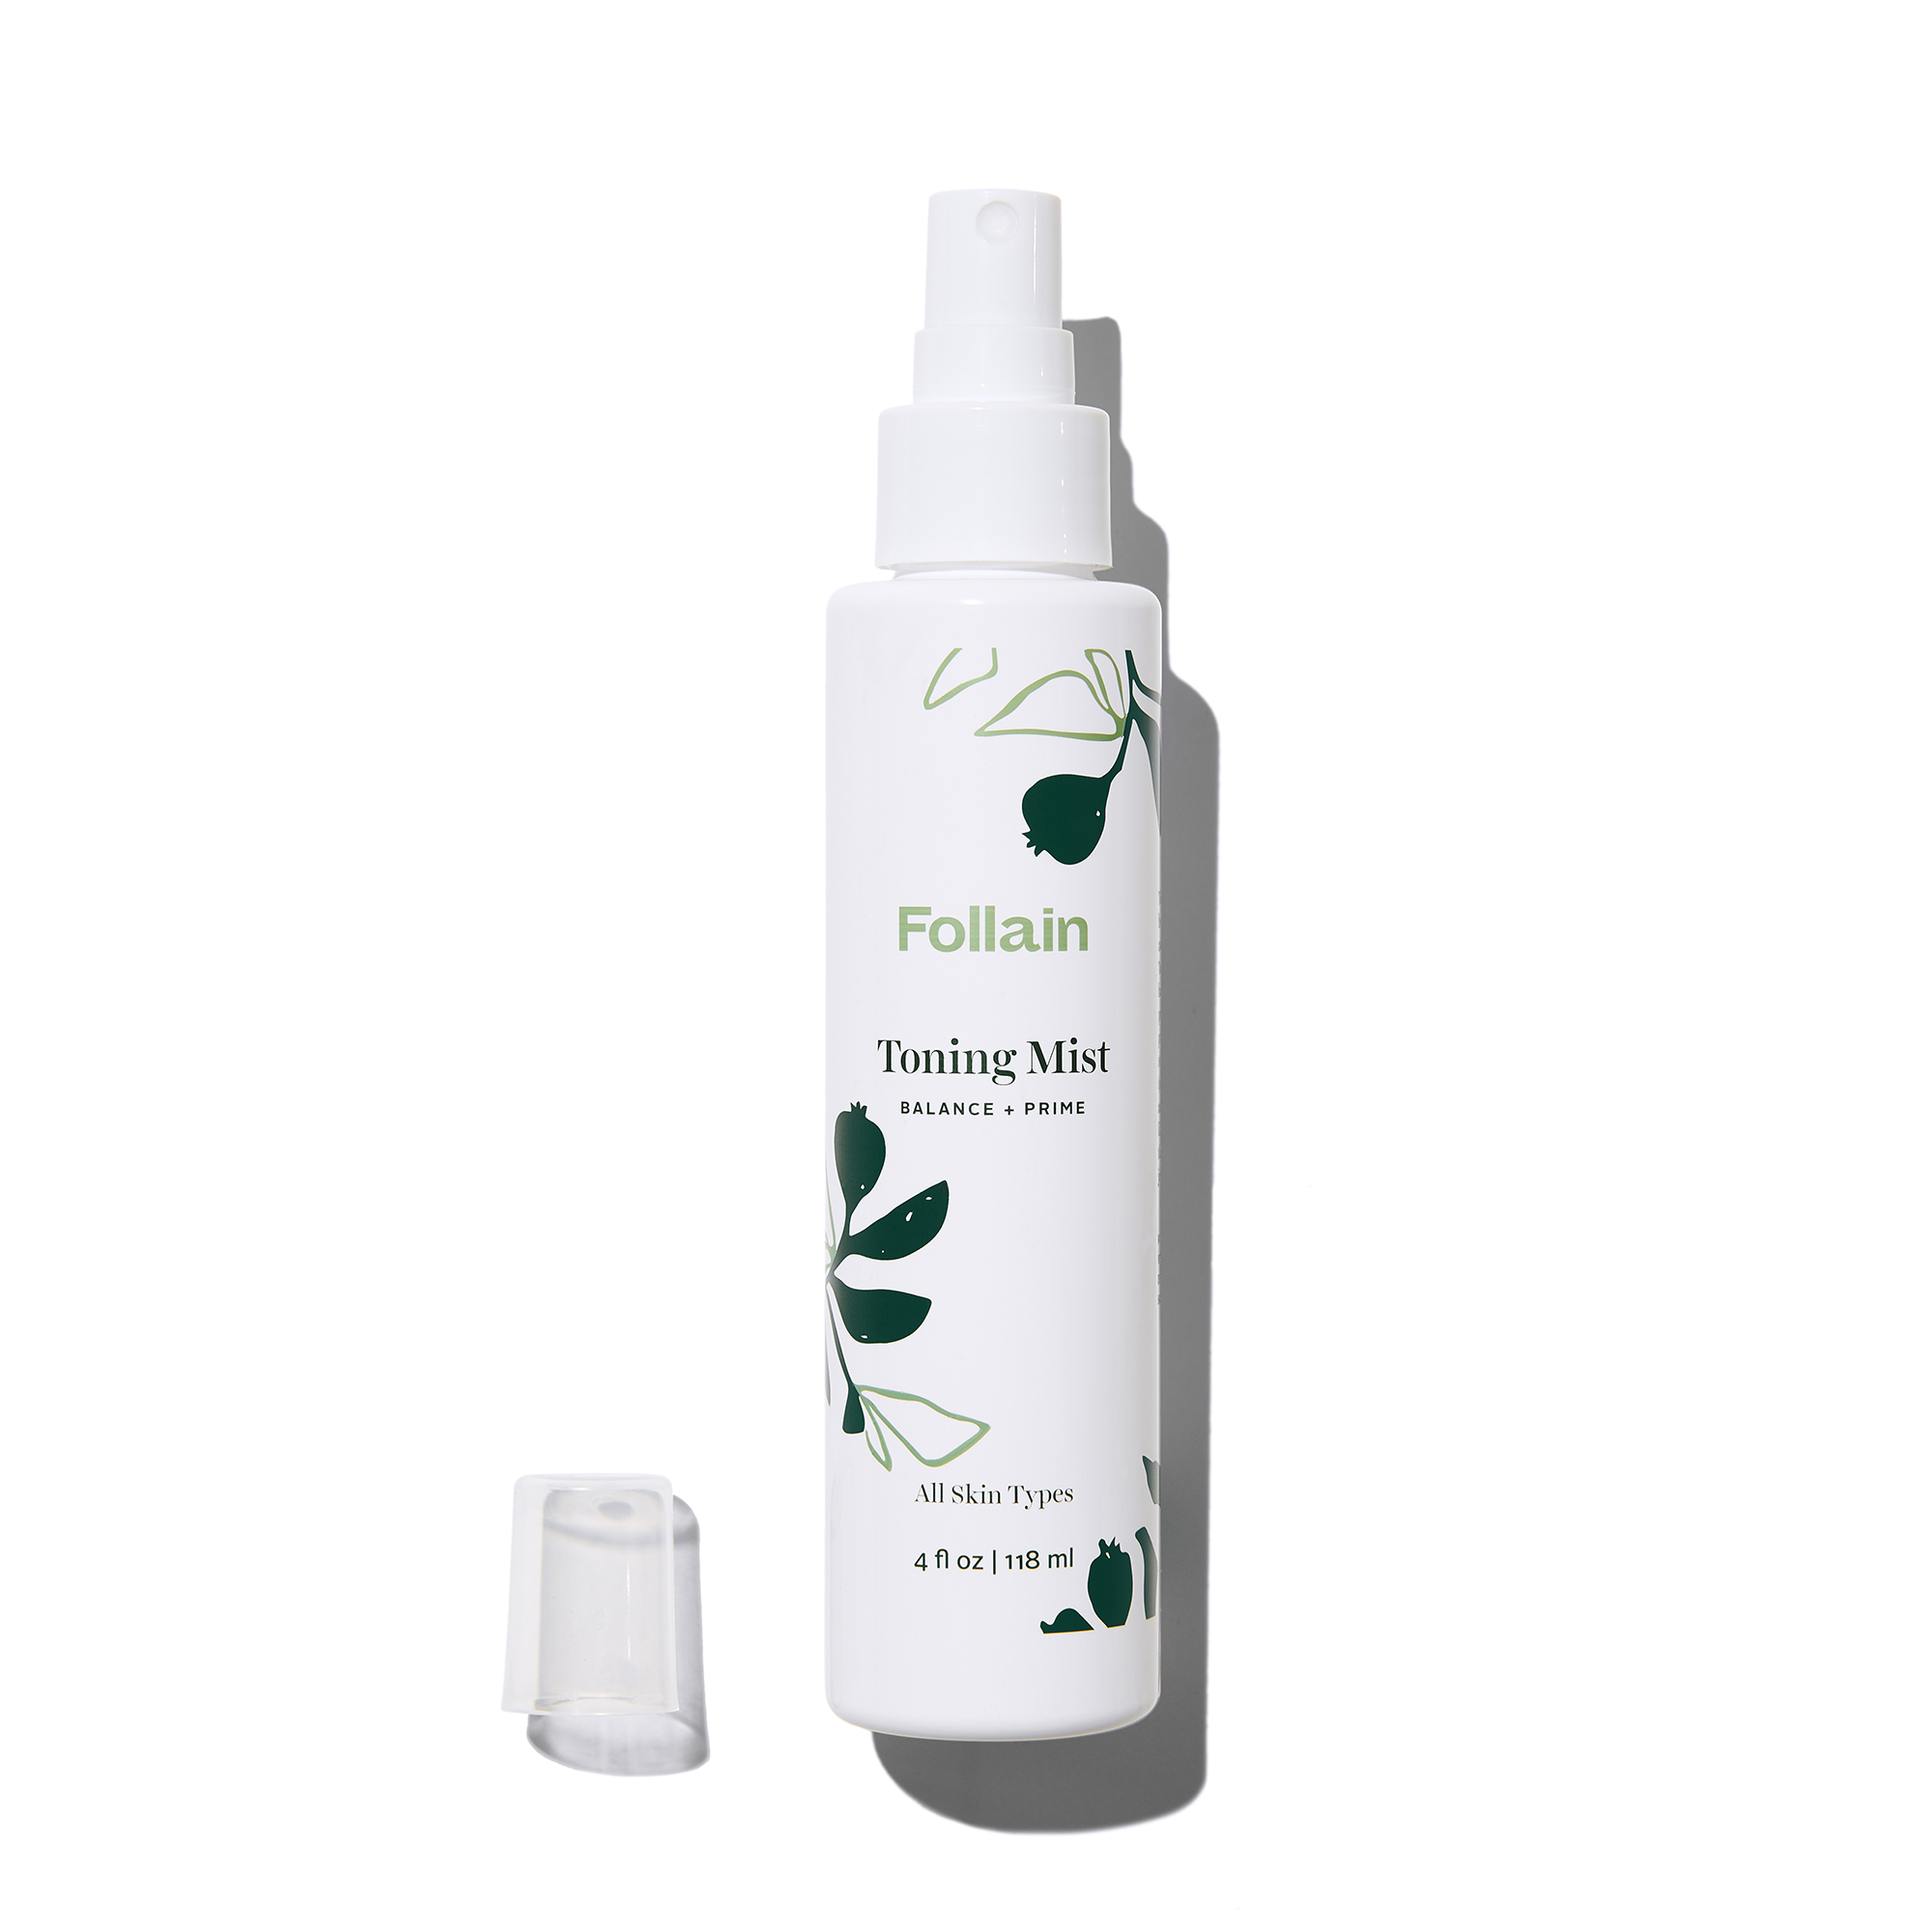 Follain
Toning Mist
BALANCE + PRIME
All Skin Types
4 fl oz | 118 ml